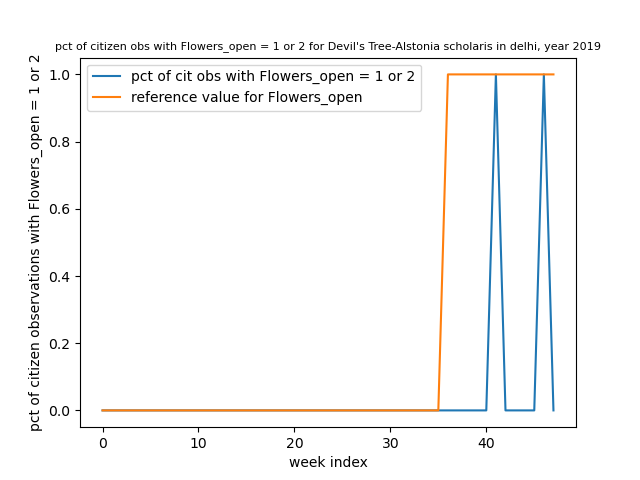 pct of citizen obs with Flowers_open = 1 or 2 for Devil's Tree-Alstonia scholaris in delhi, year 2019
pct of cit obs with Flowers_open = 1 or 2
reference value for Flowers_open
pct of citizen observations with Flowers_open = 1 or 2
1.0
0.8
0.6
0.4
0.2
0.0
0 10 20 30 40
week index